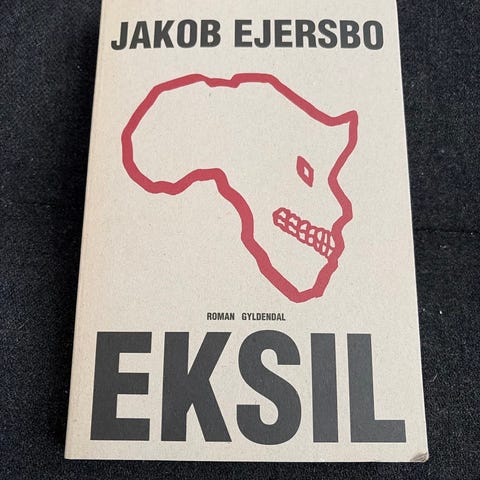 JAKOB EJERSBO
ROMAN GYLDENDAL
EKSIL